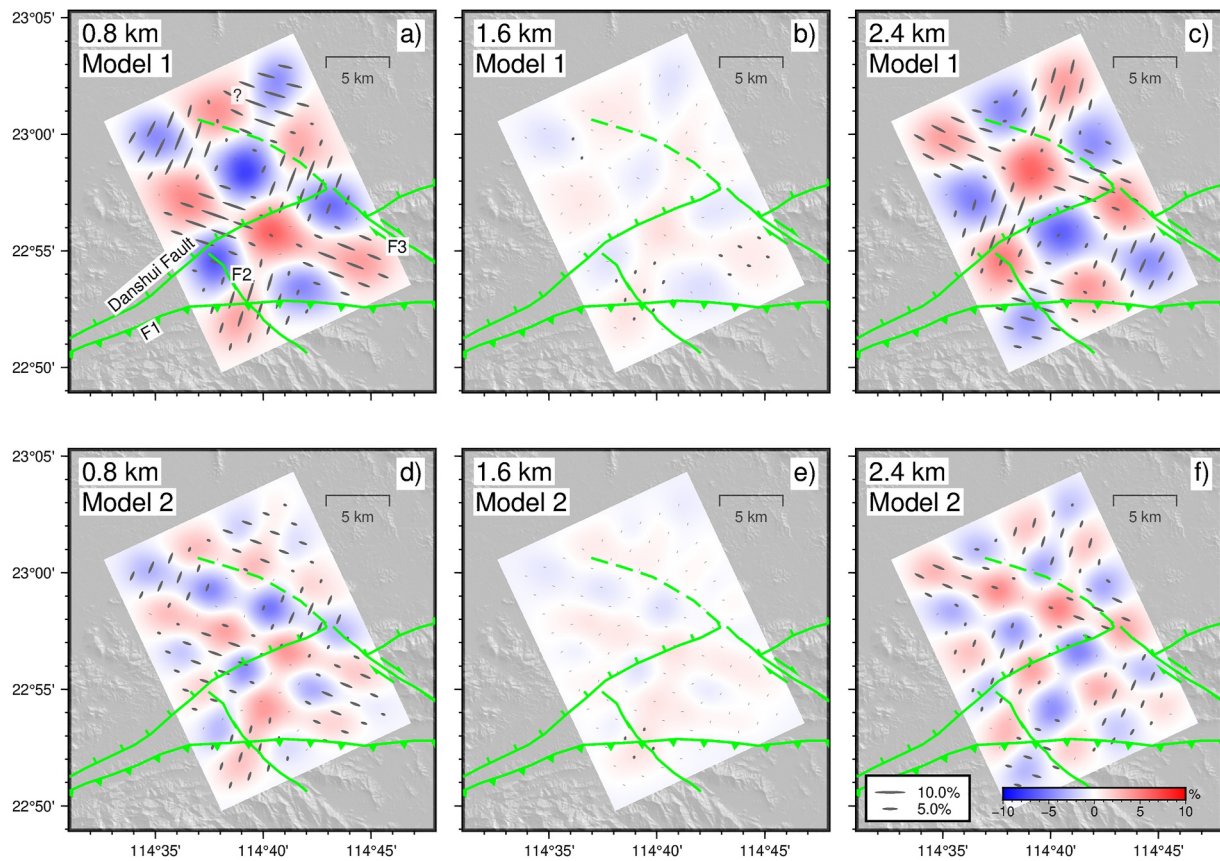 23°05'
0.8 km
Model 1
a)
5 km
?
23°00'
22°55'
22°50'
Danshui Fault
F1
F2
F3
1.6 km
Model 1
b)
5 km
2.4 km
Model 1
c)
5 km
23°05'
0.8 km
Model 2
d)
5 km
23°00'
22°55'
22°50'
114°35'
114°40'
114°45'
1.6 km
Model 2
e)
5 km
114°35'
114°40'
114°45'
2.4 km
Model 2
f)
5 km
10.0%
5.0%
%
-10 -5 0 5 10
114°35'
114°40'
114°45'